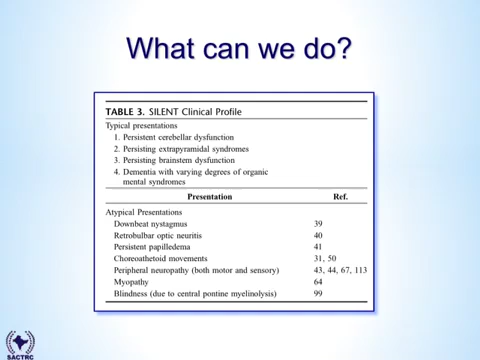 What can we do?
TABLE 3. SILENT Clinical Profile
Typical presentations
1. Persistent cerebellar dysfunction
2. Persisting extrapyramidal syndromes
3. Persisting brainstem dysfunction
4. Dementia with varying degrees of organic
mental syndromes
Presentation Ref.
Atypical Presentations
Downbeat nystagmus 39
Retrobulbar optic neuritis 40
Persistent papilledema 41
Choreoathetoid movements 31, 50
Peripheral neuropathy (both motor and sensory) 43, 44, 67, 113
Myopathy 64
Blindness (due to central pontine myelinolysis) 99
SACTRC